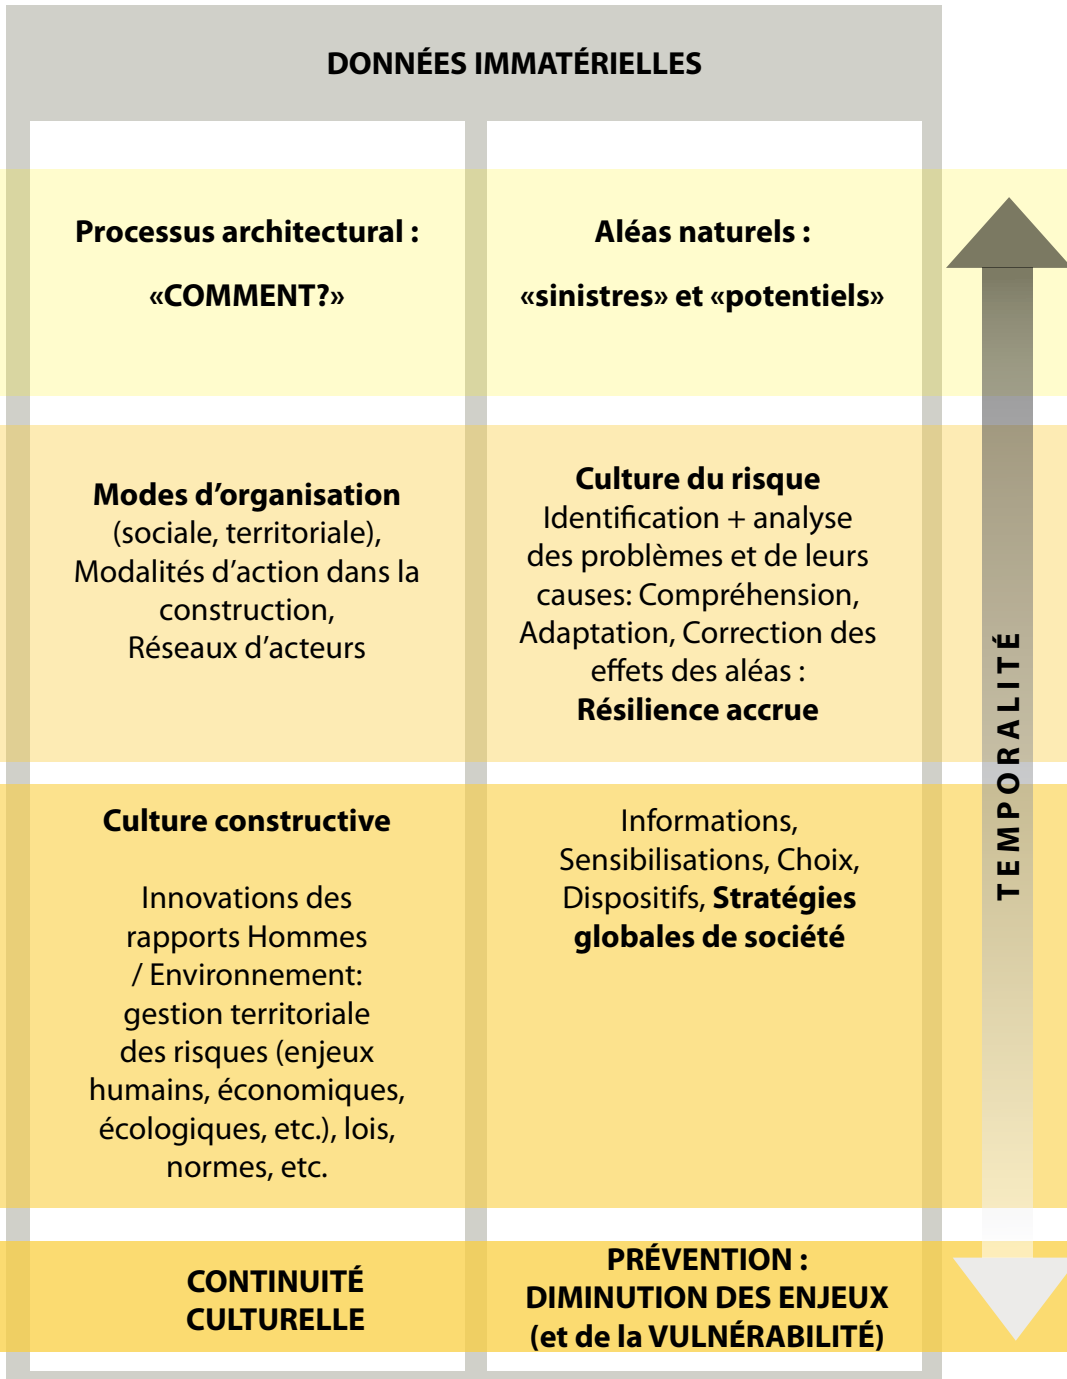 DONNÉES IMMATÉRIELLES
Processus architectural :
«COMMENT?»
Aléas naturels :
«sinistres» et «potentiels»
Modes d’organisation
(sociale, territoriale),
Modalités d’action dans la
construction,
Réseaux d’acteurs
Culture du risque
Identification + analyse
des problèmes et de leurs
causes: Compréhension,
Adaptation, Correction des
effets des aléas :
Résilience accrue
Culture constructive
Innovations des
rapports Hommes
/ Environnement:
gestion territoriale
des risques (enjeux
humains, économiques,
écologiques, etc.), lois,
normes, etc.
Informations,
Sensibilisations, Choix,
Dispositifs, Stratégies
globales de société
CONTINUITÉ
CULTURELLE
PRÉVENTION :
DIMINUTION DES ENJEUX
(et de la VULNÉRABILITÉ)
TEMPORALITÉ